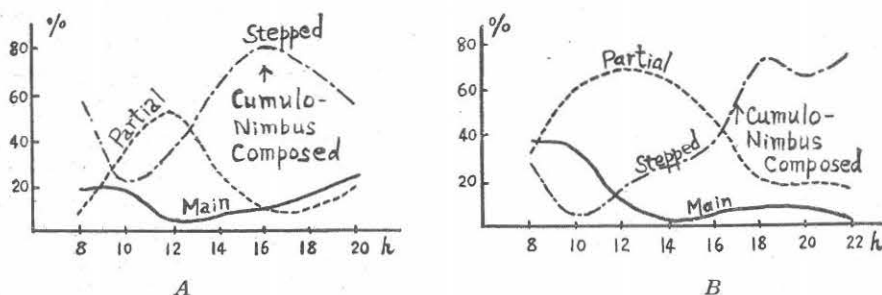 %
80
60
40
20
Stepped
Partial
↑
Cumulo-
Nimbus
Composed
Main
8 10 12 14 16 18 20 h
A
%
80
60
40
20
Partial
Stepped
↑Cumulo-
Nimbus
Composed
Main
8 10 12 14 16 18 20 22 h
B